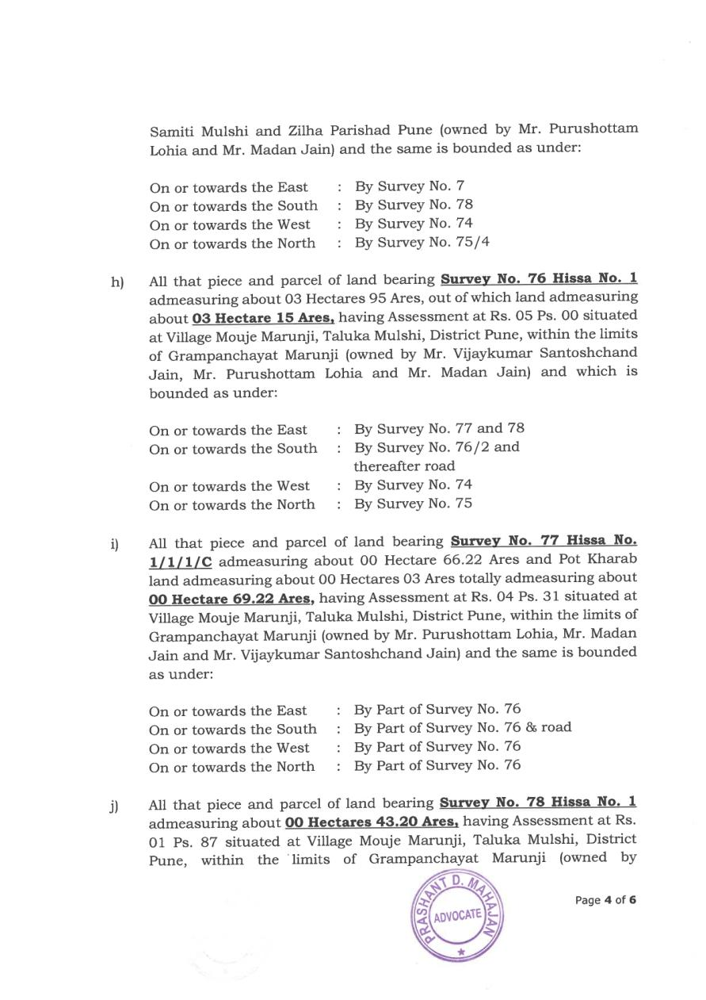 Samiti Mulshi and Zilha Parishad Pune (owned by Mr. Purushottam
Lohia and Mr. Madan Jain) and the same is bounded as under:
On or towards the East : By Survey No. 7
On or towards the South : By Survey No. 78
On or towards the West : By Survey No. 74
On or towards the North : By Survey No. 75/4
h) All that piece and parcel of land bearing Survey No. 76 Hissa No. 1
admeasuring about 03 Hectares 95 Ares, out of which land admeasuring
about 03 Hectare 15 Ares, having Assessment at Rs. 05 Ps. 00 situated
at Village Mouje Marunji, Taluka Mulshi, District Pune, within the limits
of Grampanchayat Marunji (owned by Mr. Vijaykumar Santoshchand
Jain, Mr. Purushottam Lohia and Mr. Madan Jain) and which is
bounded as under:
On or towards the East : By Survey No. 77 and 78
On or towards the South : By Survey No. 76/2 and
thereafter road
On or towards the West : By Survey No. 74
On or towards the North : By Survey No. 75
i) All that piece and parcel of land bearing Survey No. 77 Hissa No.
1/1/1/C admeasuring about 00 Hectare 66.22 Ares and Pot Kharab
land admeasuring about 00 Hectares 03 Ares totally admeasuring about
00 Hectare 69.22 Ares, having Assessment at Rs. 04 Ps. 31 situated at
Village Mouje Marunji, Taluka Mulshi, District Pune, within the limits of
Grampanchayat Marunji (owned by Mr. Purushottam Lohia, Mr. Madan
Jain and Mr. Vijaykumar Santoshchand Jain) and the same is bounded
as under:
On or towards the East : By Part of Survey No. 76
On or towards the South : By Part of Survey No. 76 & road
On or towards the West : By Part of Survey No. 76
On or towards the North : By Part of Survey No. 76
j) All that piece and parcel of land bearing Survey No. 78 Hissa No. 1
admeasuring about 00 Hectares 43.20 Ares, having Assessment at Rs.
01 Ps. 87 situated at Village Mouje Marunji, Taluka Mulshi, District
Pune, within the limits of Grampanchayat Marunji (owned by
PRASHANT D. MAHAJAN
ADVOCATE
Page 4 of 6